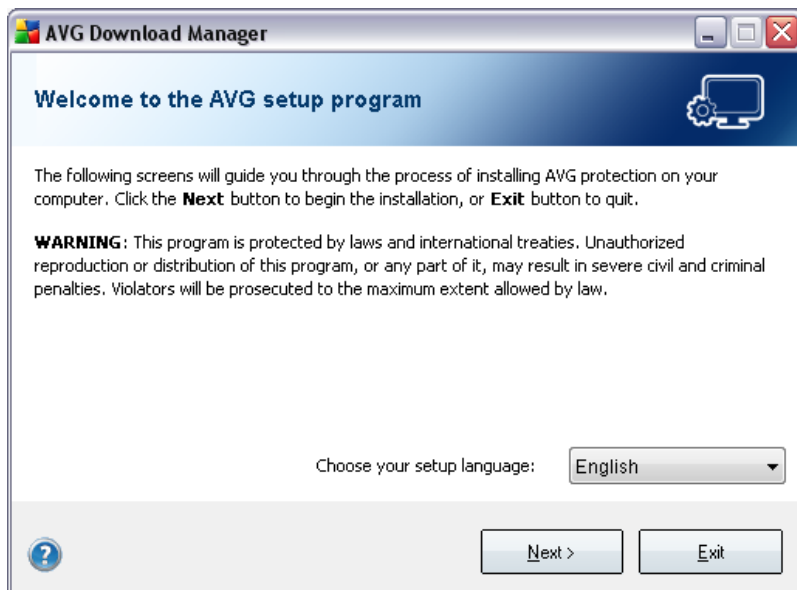 AVG Download Manager
Welcome to the AVG setup program
The following screens will guide you through the process of installing AVG protection on your
computer. Click the Next button to begin the installation, or Exit button to quit.
WARNING: This program is protected by laws and international treaties. Unauthorized
reproduction or distribution of this program, or any part of it, may result in severe civil and criminal
penalties. Violators will be prosecuted to the maximum extent allowed by law.
Choose your setup language:
English
?
Next >
Exit